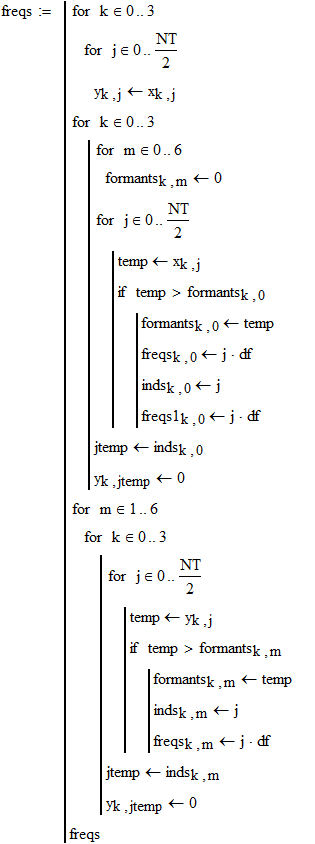 freqs := for k ∈ 0 .. 3
for j ∈ 0 .. NT/2
yk , j ← xk , j
for k ∈ 0 .. 3
for m ∈ 0 .. 6
formantsk , m ← 0
for j ∈ 0 .. NT/2
temp ← xk , j
if temp > formantsk , 0
formantsk , 0 ← temp
freqsk , 0 ← j · df
indsk , 0 ← j
freqs1k , 0 ← j · df
jtemp ← indsk , 0
yk , jtemp ← 0
for m ∈ 1 .. 6
for k ∈ 0 .. 3
for j ∈ 0 .. NT/2
temp ← yk , j
if temp > formantsk , m
formantsk , m ← temp
indsk , m ← j
freqsk , m ← j · df
jtemp ← indsk , m
yk , jtemp ← 0
freqs